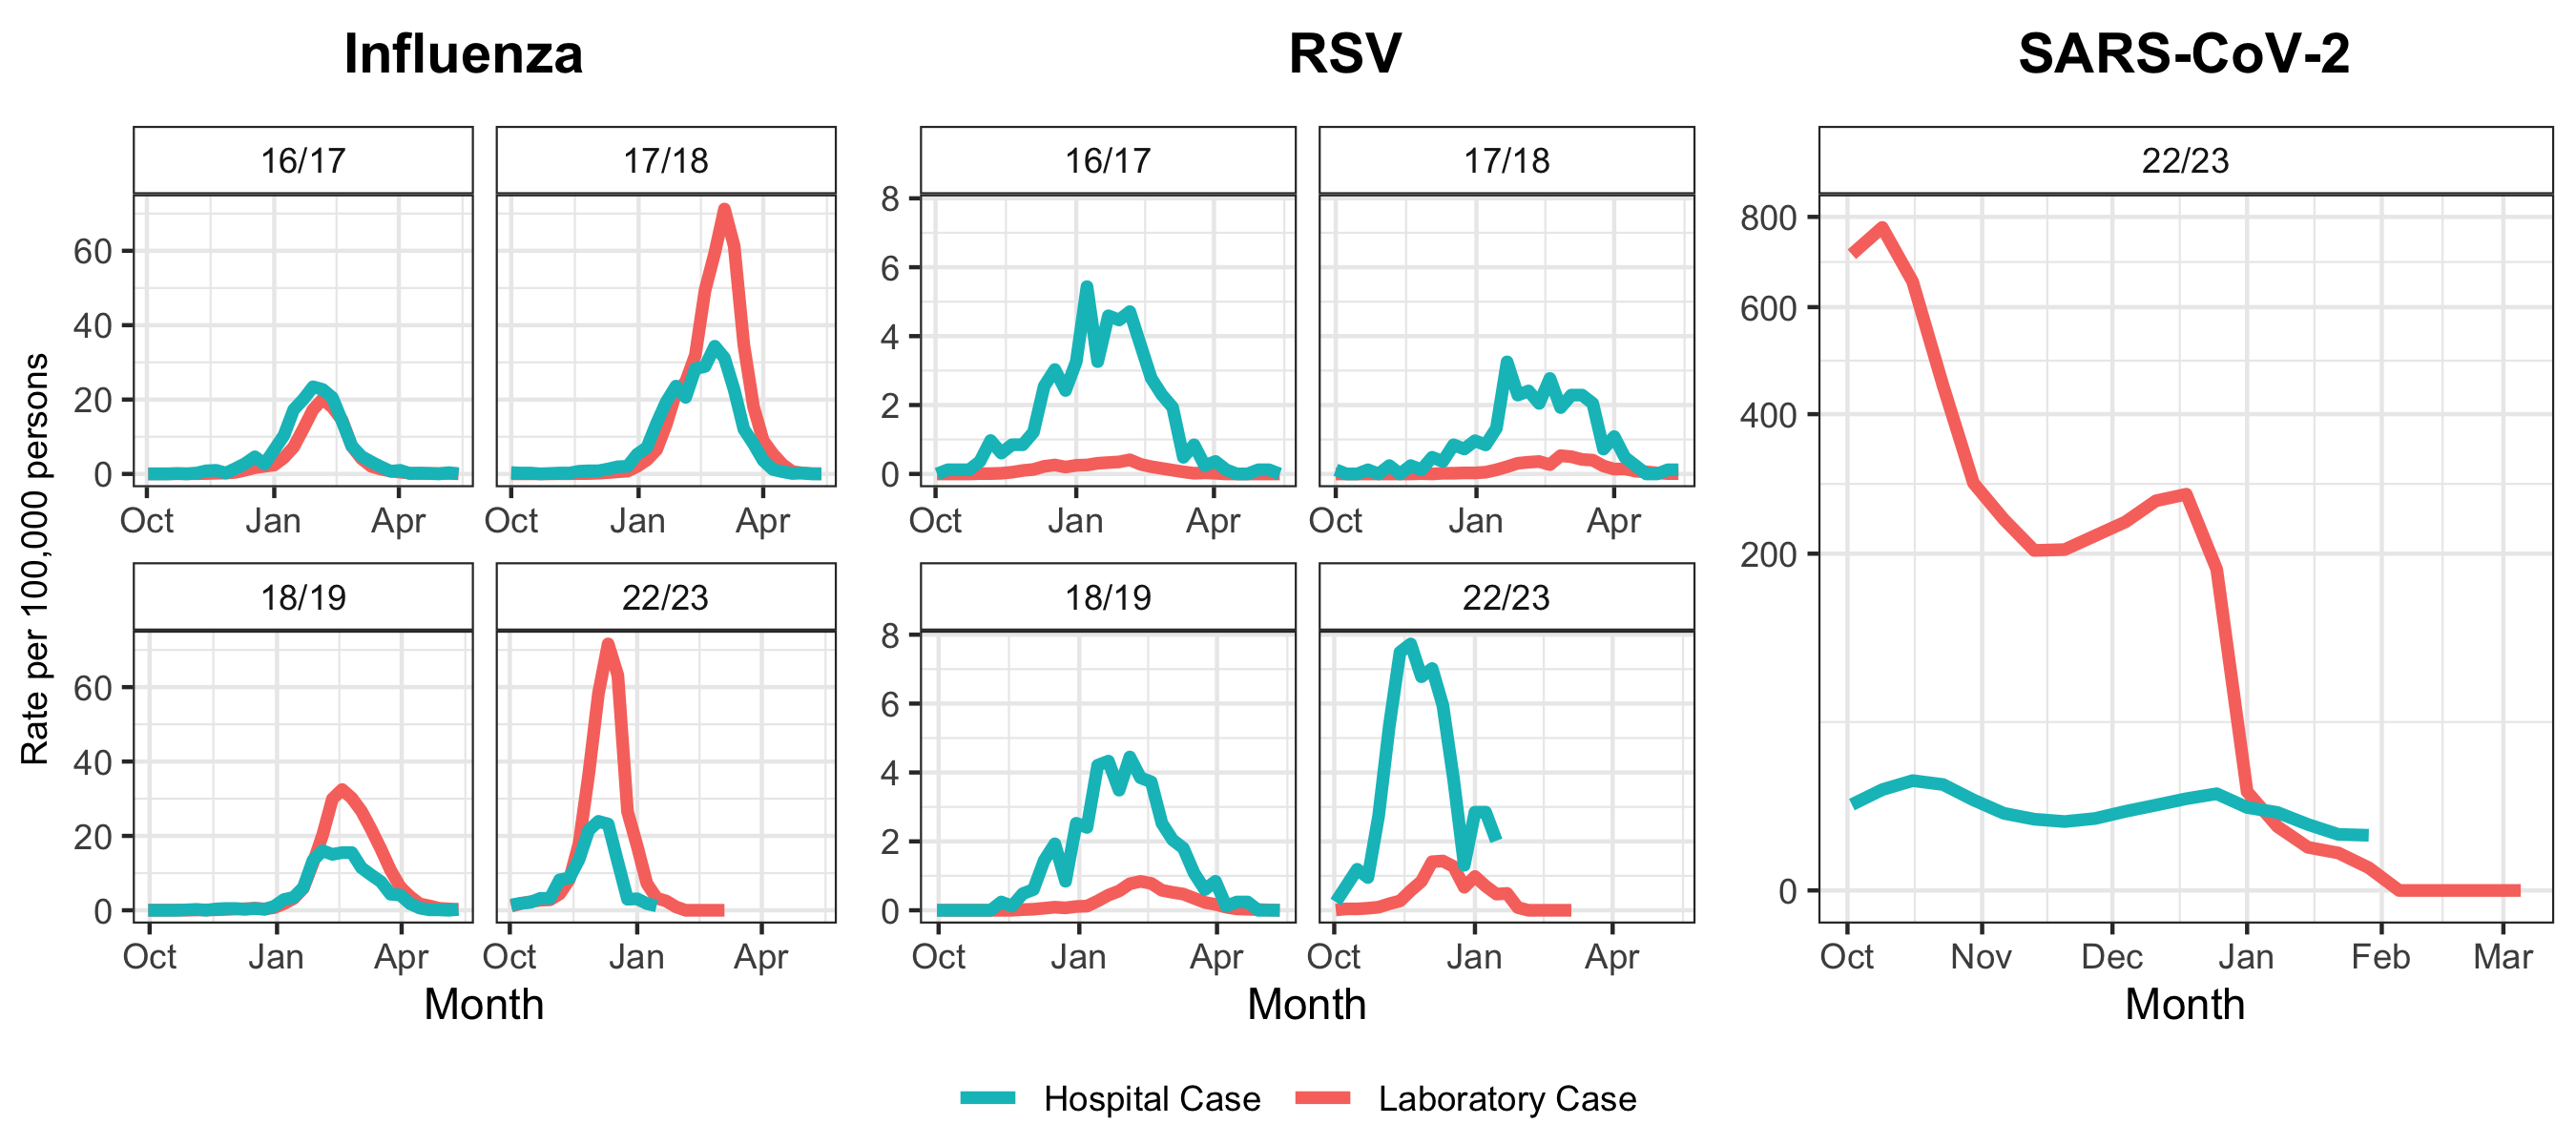 Influenza RSV SARS-CoV-2
16/17 17/18 16/17 17/18 22/23
Rate per 100,000 persons
60
40
20
0
8
6
4
2
0
800
600
400
200
0
Oct Jan Apr Oct Jan Apr Oct Jan Apr Oct Jan Apr
18/19 22/23 18/19 22/23
60
40
20
0
8
6
4
2
0
Oct Jan Apr Oct Jan Apr Oct Jan Apr Oct Jan Apr Oct Nov Dec Jan Feb Mar
Month Month Month
Hospital Case Laboratory Case